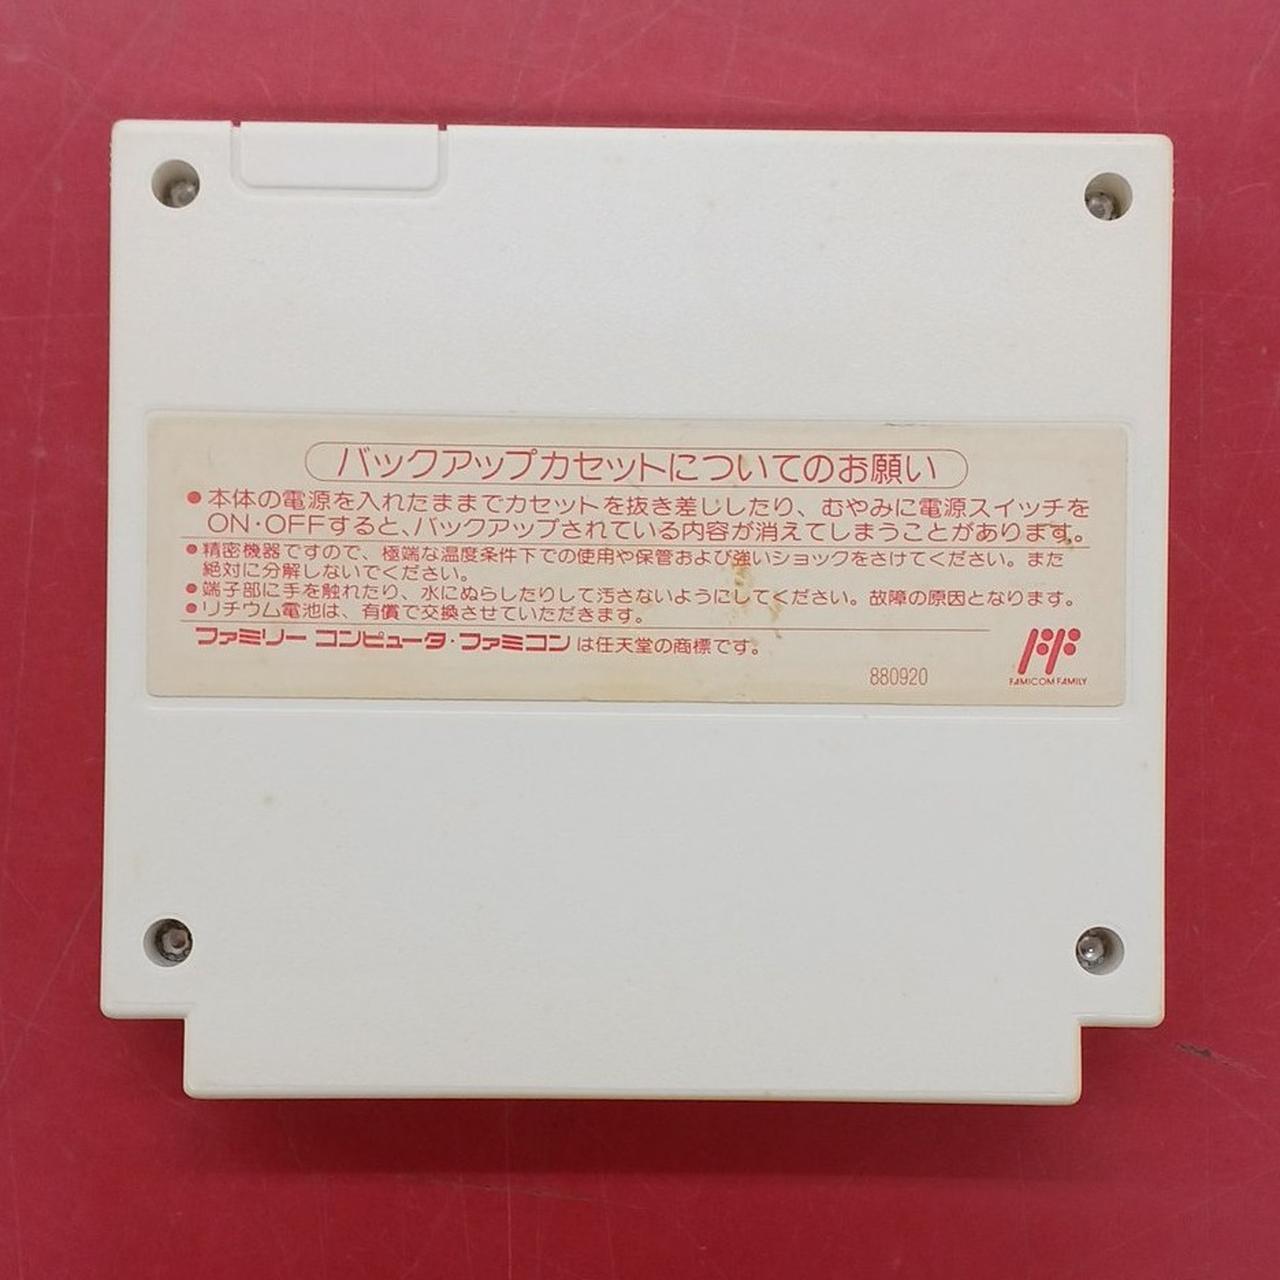 バックアップカセットについてのお願い
●本体の電源を入れたままでカセットを抜き差ししたり、むやみに電源スイッチを
ON・OFFすると、バックアップされている内容が消えてしまうことがあります。
●精密機器ですので、極端な温度条件下での使用や保管および強いショックをさけてください。また
絶対に分解しないでください。
●端子部に手を触れたり、水にぬらしたりして汚さないようにしてください。故障の原因となります。
●リチウム電池は、有償で交換させていただきます。
ファミリー コンピュータ・ファミコンは任天堂の商標です。
880920
FAMICOM FAMILY